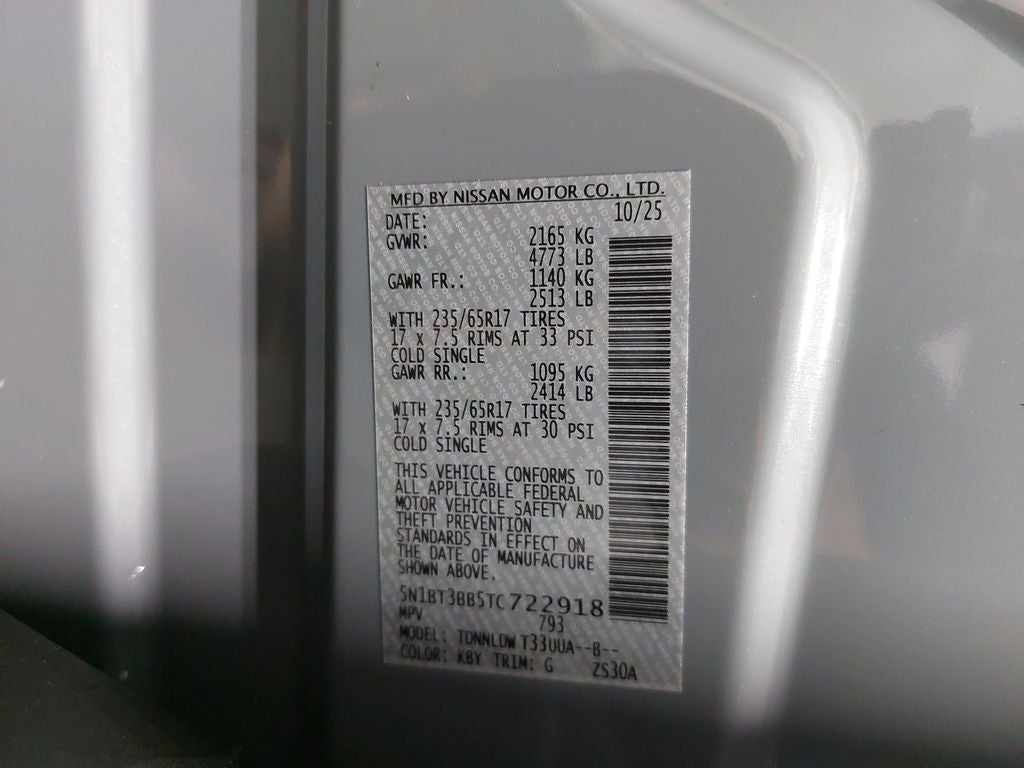 MFD BY NISSAN MOTOR CO., LTD.
DATE: 10/25
GVWR: 2165 KG
4773 LB
GAWR FR.: 1140 KG
2513 LB
WITH 235/65R17 TIRES
17 x 7.5 RIMS AT 33 PSI
COLD SINGLE
GAWR RR.: 1095 KG
2414 LB
WITH 235/65R17 TIRES
17 x 7.5 RIMS AT 30 PSI
COLD SINGLE
THIS VEHICLE CONFORMS TO
ALL APPLICABLE FEDERAL
MOTOR VEHICLE SAFETY AND
THEFT PREVENTION
STANDARDS IN EFFECT ON
THE DATE OF MANUFACTURE
SHOWN ABOVE.
5N1BT3BB5TC722918
MPV 793
MODEL: TDNNLDW T33UUA--B--
COLOR: KBY TRIM: G ZS30A